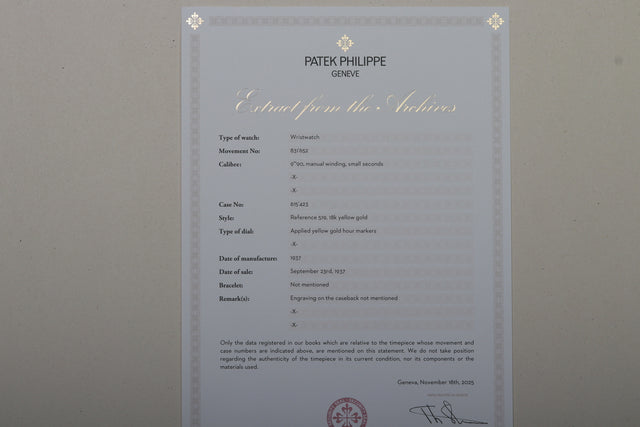 PATEK PHILIPPE
GENEVE
Extract from the Archives
Type of watch: Wristwatch
Movement No: 831'852
Calibre: 9'''90, manual winding, small seconds
-X-
-X-
Case No: 615'423
Style: Reference 519, 18k yellow gold
Type of dial: Applied yellow gold hour markers
-X-
Date of manufacture: 1937
Date of sale: September 23rd, 1937
Bracelet: Not mentioned
Remark(s): Engraving on the caseback not mentioned
-X-
-X-
Only the data registered in our books which are relative to the timepiece whose movement and
case numbers are indicated above, are mentioned on this statement. We do not take position
regarding the authenticity of the timepiece in its current condition, nor its components or the
materials used.
Geneva, November 18th, 2025